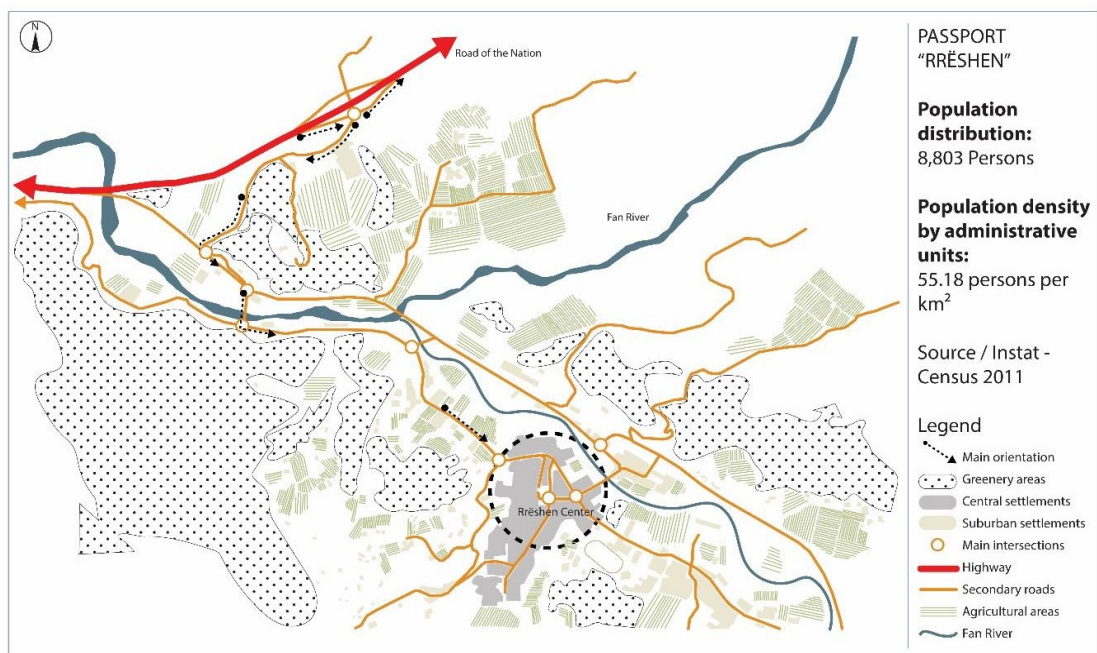 N
Road of the Nation
Fan River
Rrëshen Center
PASSPORT
“RRËSHEN”
Population
distribution:
8,803 Persons
Population density
by administrative
units:
55.18 persons per
km²
Source / Instat -
Census 2011
Legend
Main orientation
Greenery areas
Central settlements
Suburban settlements
Main intersections
Highway
Secondary roads
Agricultural areas
Fan River